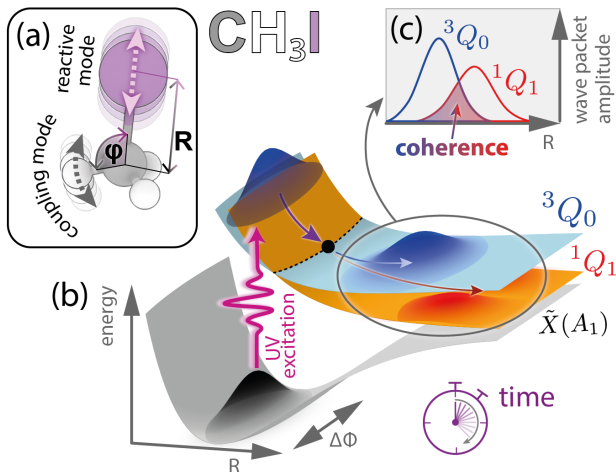 (a)
reactive
mode
φ
R
coupling mode
CH₃I
(c)
³Q₀
¹Q₁
coherence
R
wave packet
amplitude
³Q₀
¹Q₁
X̃(A₁)
(b)
energy
UV
excitation
R
ΔΦ
time